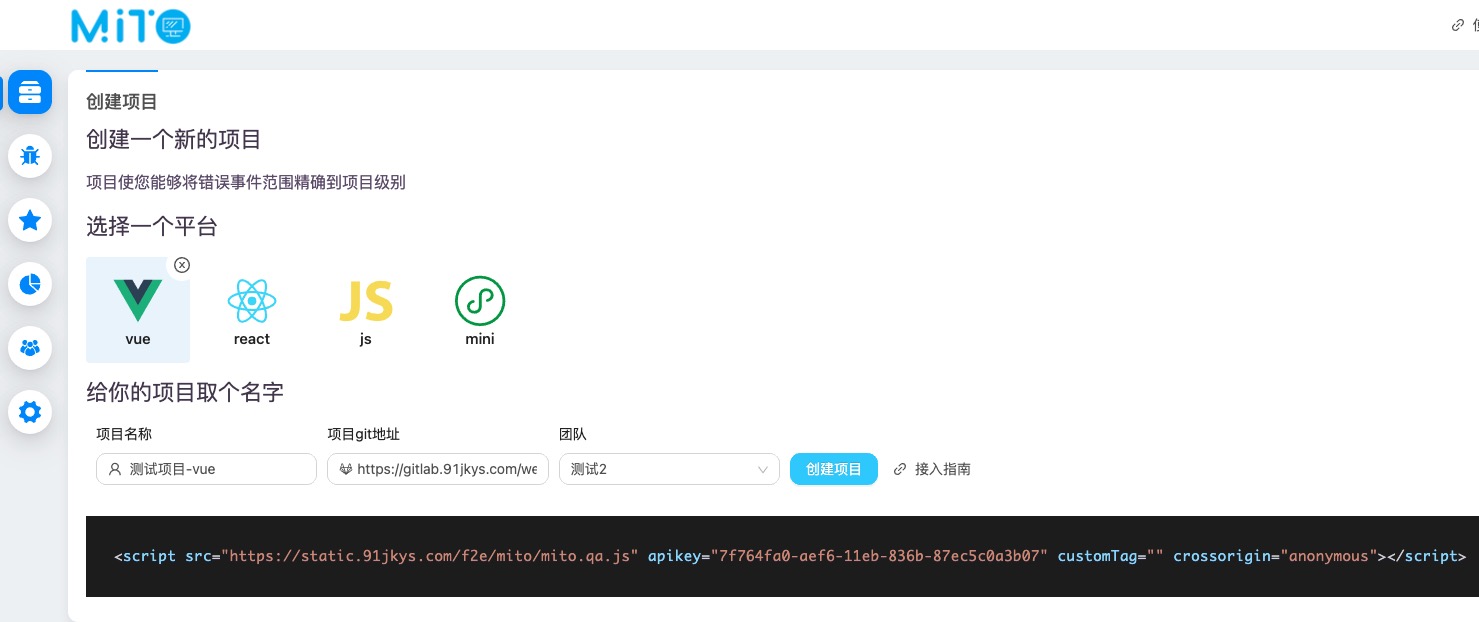 MiTO
创建项目
创建一个新的项目
项目使您能够将错误事件范围精确到项目级别
选择一个平台
vue
react
JS
js
mini
给你的项目取个名字
项目名称
项目git地址
团队
测试项目-vue
https://gitlab.91jkys.com/we
测试2
创建项目
接入指南
<script src="https://static.91jkys.com/f2e/mito/mito.qa.js" apikey="7f764fa0-aef6-11eb-836b-87ec5c0a3b07" customTag="" crossorigin="anonymous"></script>